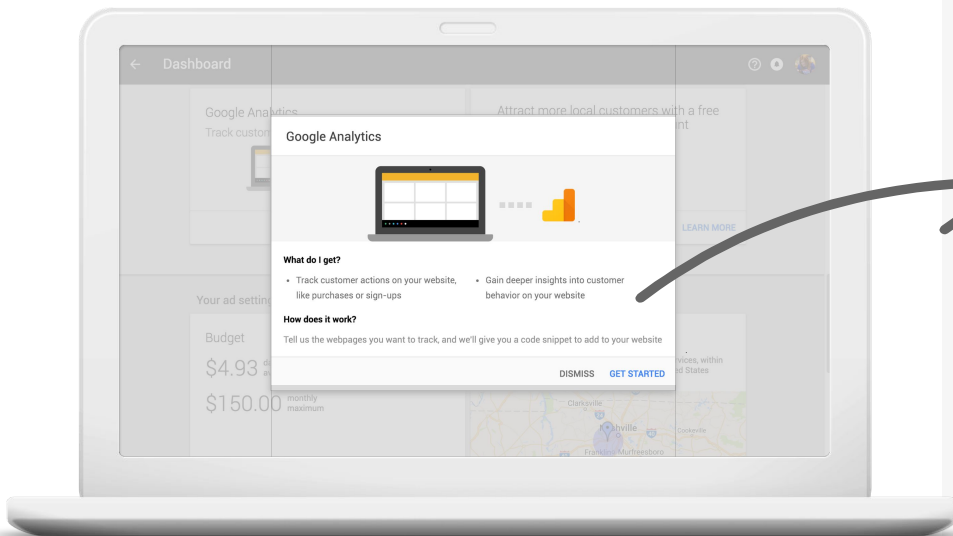 Dashboard
Google Analytics
Track custom
Attract more local customers with a free
nt
LEARN MORE
Google Analytics
What do I get?
• Track customer actions on your website,
like purchases or sign-ups
• Gain deeper insights into customer
behavior on your website
How does it work?
Tell us the webpages you want to track, and we'll give you a code snippet to add to your website
DISMISS GET STARTED
Your ad settin
Budget
$4.93
$150.00 monthly
maximum
vices, within
ed States
Clarksville
Nashville
Cookeville
Franklin Murfreesboro